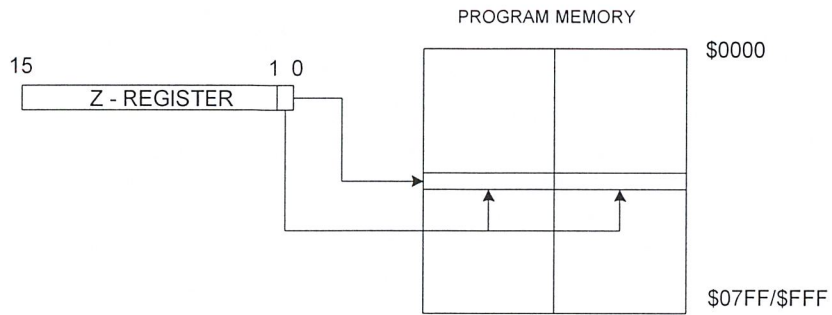 PROGRAM MEMORY
$0000
15
1 0
Z - REGISTER
$07FF/$FFF